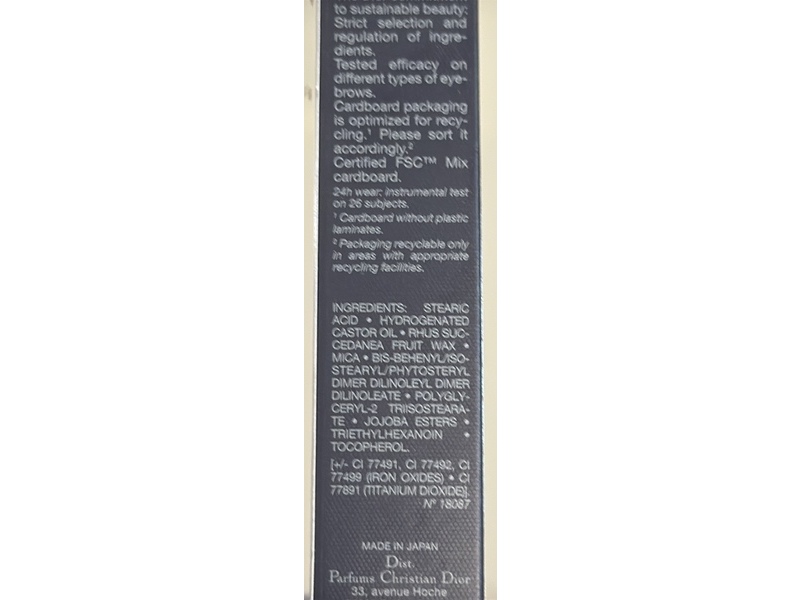 to sustainable beauty:
Strict selection and
regulation of ingre-
dients.
Tested efficacy on
different types of eye-
brows.
Cardboard packaging
is optimized for recy-
cling.¹ Please sort it
accordingly.²
Certified FSC™ Mix
cardboard.
24h wear: instrumental test
on 26 subjects.
¹ Cardboard without plastic
laminates.
² Packaging recyclable only
in areas with appropriate
recycling facilities.
INGREDIENTS: STEARIC
ACID • HYDROGENATED
CASTOR OIL • RHUS SUC-
CEDANEA FRUIT WAX •
MICA • BIS-BEHENYL/ISO-
STEARYL/PHYTOSTERYL
DIMER DILINOLEYL DIMER
DILINOLEATE • POLYGLY-
CERYL-2 TRIISOSTEARA-
TE • JOJOBA ESTERS •
TRIETHYLHEXANOIN •
TOCOPHEROL.
[+/- CI 77491, CI 77492, CI
77499 (IRON OXIDES) • CI
77891 (TITANIUM DIOXIDE)].
N° 18087
MADE IN JAPAN
Dist.
Parfums Christian Dior
33, avenue Hoche